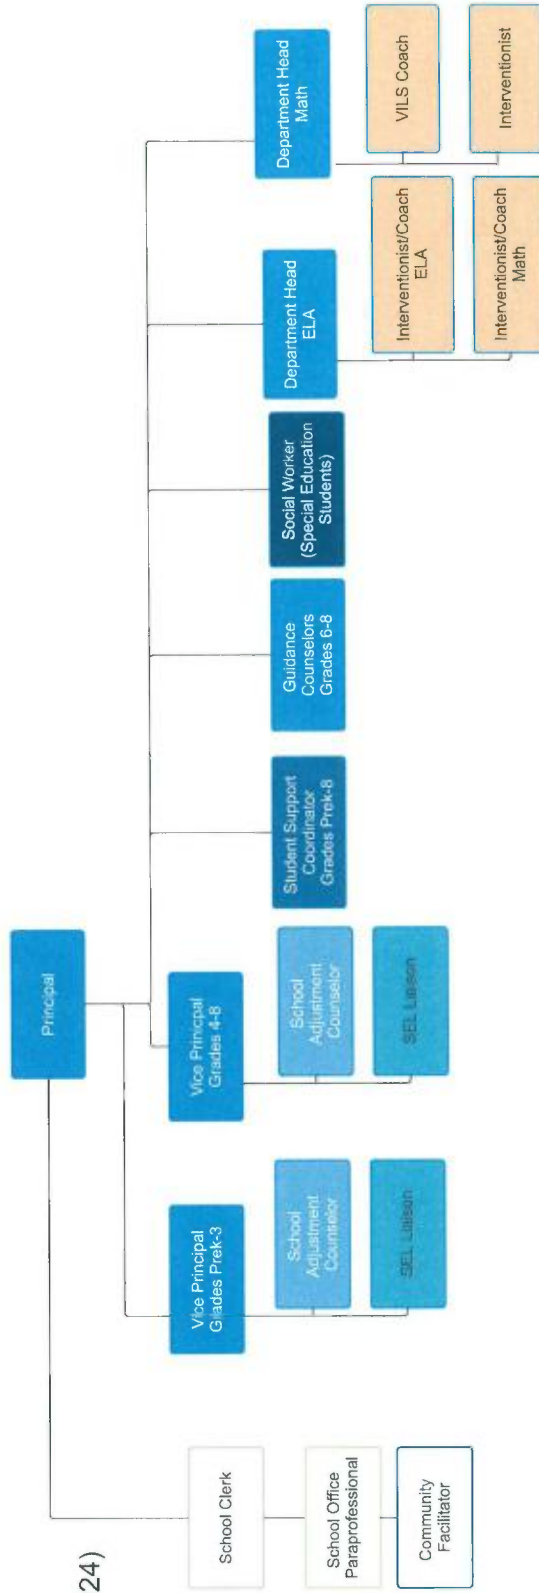 24)
Principal
School Clerk
School Office
Paraprofessional
Community
Facilitator
Vice Principal
Grades Prek-3
School
Adjustment
Counselor
SEL Liaison
Vice Prinicpal
Grades 4-8
School
Adjustment
Counselor
SEL Liaison
Student Support
Coordinator
Grades Prek-8
Guidance
Counselors
Grades 6-8
Social Worker
(Special Education
Students)
Department Head
ELA
Interventionist/Coach
ELA
Interventionist/Coach
Math
Department Head
Math
VILS Coach
Interventionist